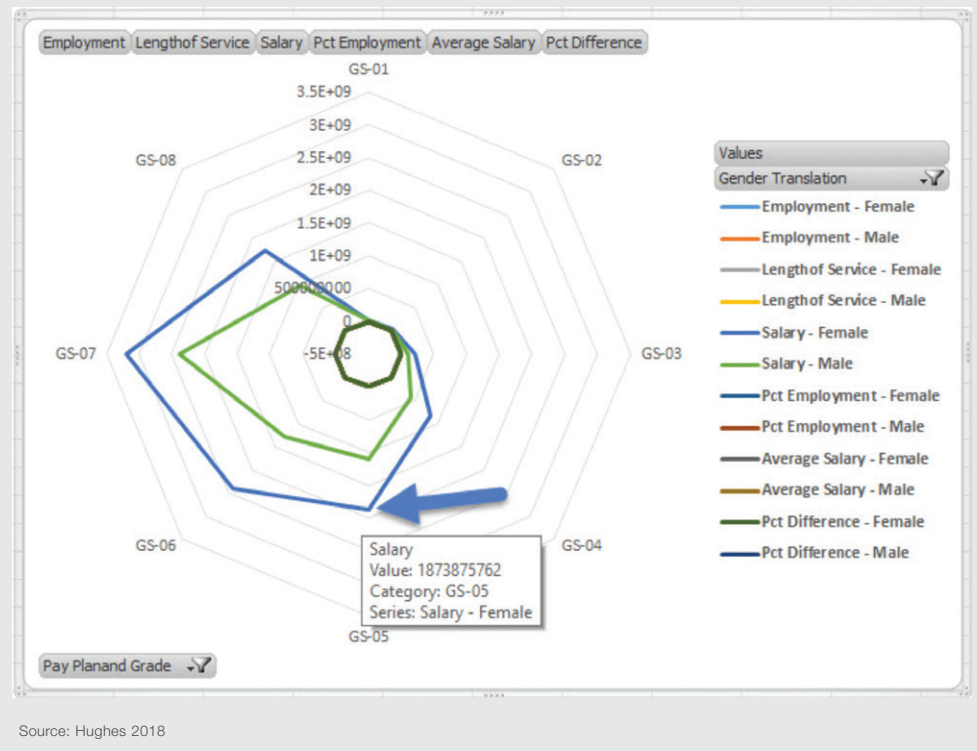 Employment Lengthof Service Salary Pct Employment Average Salary Pct Difference
GS-01
3.5E+09
3E+09
2.5E+09
2E+09
1.5E+09
1E+09
500000000
0
-5E+08
GS-02
GS-03
GS-04
GS-05
GS-06
GS-07
GS-08
Salary
Value: 1873875762
Category: GS-05
Series: Salary - Female
Values
Gender Translation
Employment - Female
Employment - Male
Lengthof Service - Female
Lengthof Service - Male
Salary - Female
Salary - Male
Pct Employment - Female
Pct Employment - Male
Average Salary - Female
Average Salary - Male
Pct Difference - Female
Pct Difference - Male
Pay Planand Grade
Source: Hughes 2018